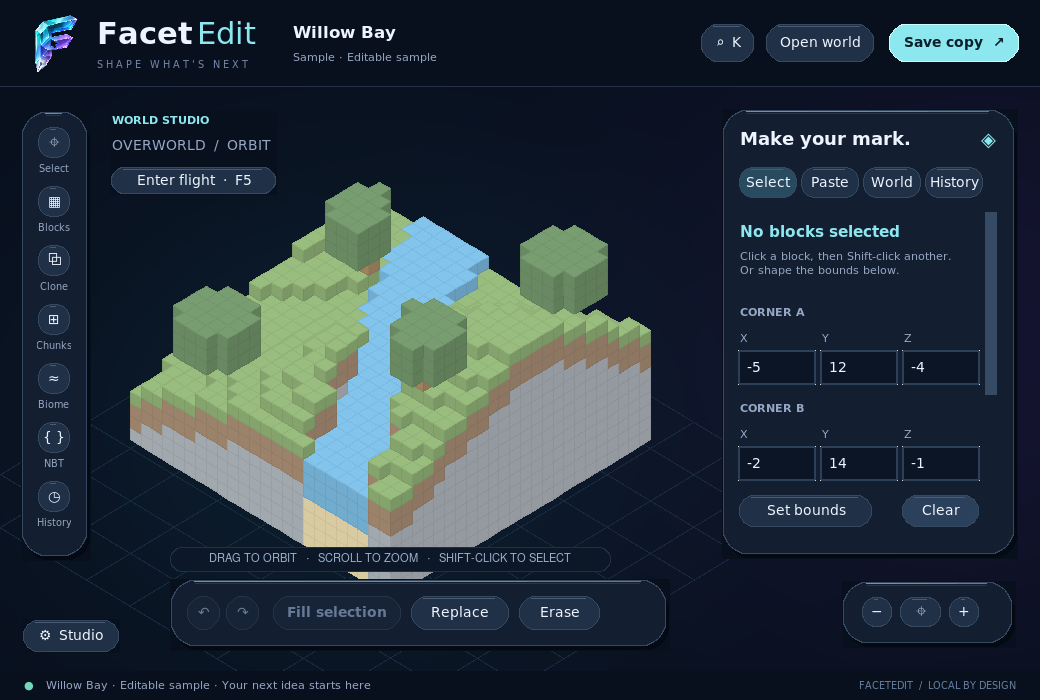 FacetEdit
SHAPE WHAT'S NEXT
Willow Bay
Sample · Editable sample
⌕ K
Open world
Save copy ↗
Select
Blocks
Clone
Chunks
Biome
{ }
NBT
History
WORLD STUDIO
OVERWORLD / ORBIT
Enter flight · F5
Make your mark.
Select Paste World History
No blocks selected
Click a block, then Shift-click another.
Or shape the bounds below.
CORNER A
X Y Z
-5 12 -4
CORNER B
X Y Z
-2 14 -1
Set bounds Clear
DRAG TO ORBIT · SCROLL TO ZOOM · SHIFT-CLICK TO SELECT
↶ ↷ Fill selection Replace Erase
− ⌖ +
⚙ Studio
Willow Bay · Editable sample · Your next idea starts here
FACETEDIT / LOCAL BY DESIGN